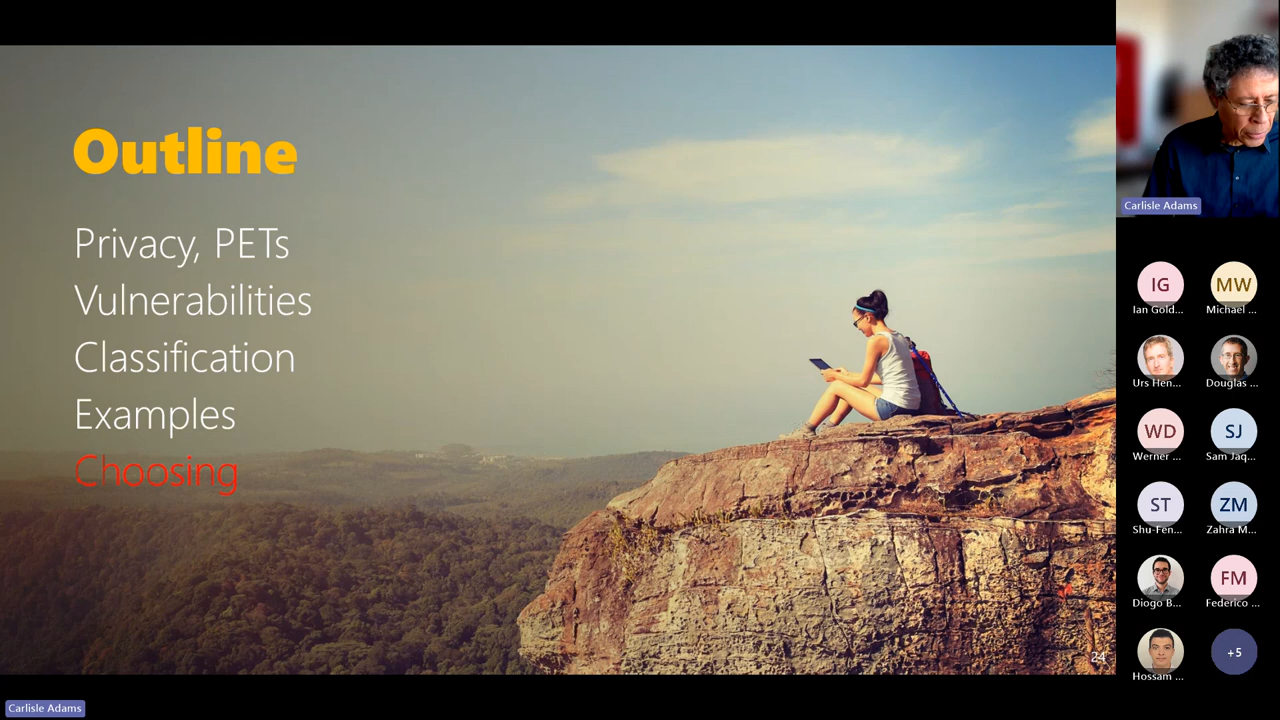 Outline
Privacy, PETs
Vulnerabilities
Classification
Examples
Choosing
24
Carlisle Adams
Carlisle Adams
IG
MW
Ian Gold...
Michael ...
Urs Hen...
Douglas ...
WD
SJ
Werner ...
Sam Jaq...
ST
ZM
Shu-Fen...
Zahra M...
FM
Diogo B...
Federico ...
+5
Hossam ...